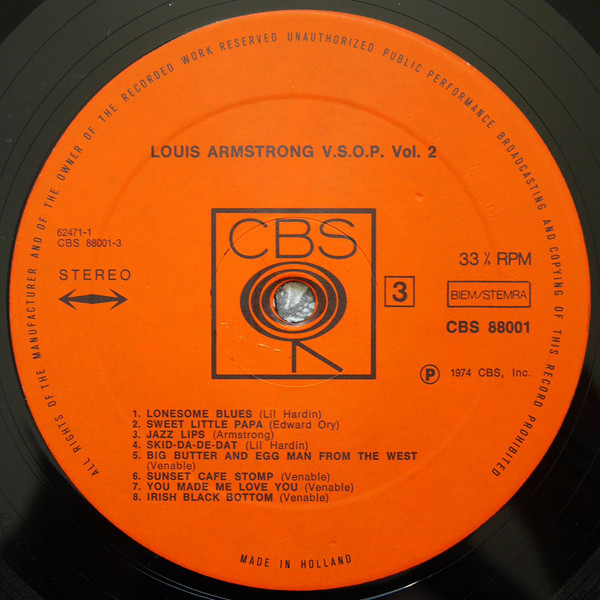 ALL RIGHTS OF THE MANUFACTURER AND OF THE OWNER OF THE RECORDED WORK RESERVED UNAUTHORIZED PUBLIC PERFORMANCE BROADCASTING AND COPYING OF THIS RECORD PROHIBITED
LOUIS ARMSTRONG V.S.O.P. Vol. 2
CBS
62471-1
CBS 88001-3
STEREO
33⅓ RPM
3
BIEM/STEMRA
CBS 88001
Ⓟ 1974 CBS, Inc.
1. LONESOME BLUES (Lil Hardin)
2. SWEET LITTLE PAPA (Edward Ory)
3. JAZZ LIPS (Armstrong)
4. SKID-DA-DE-DAT (Lil Hardin)
5. BIG BUTTER AND EGG MAN FROM THE WEST
(Venable)
6. SUNSET CAFE STOMP (Venable)
7. YOU MADE ME LOVE YOU (Venable)
8. IRISH BLACK BOTTOM (Venable)
MADE IN HOLLAND